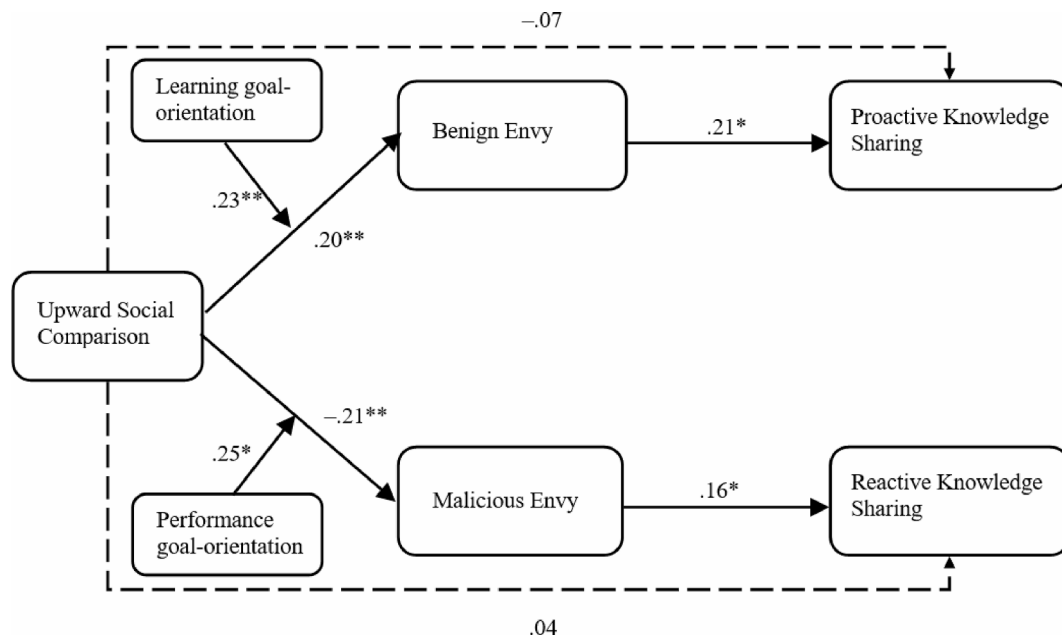 –.07
Learning goal-
orientation
Benign Envy
.21*
Proactive Knowledge
Sharing
.23**
.20**
Upward Social
Comparison
–.21**
.25*
Performance
goal-orientation
Malicious Envy
.16*
Reactive Knowledge
Sharing
.04